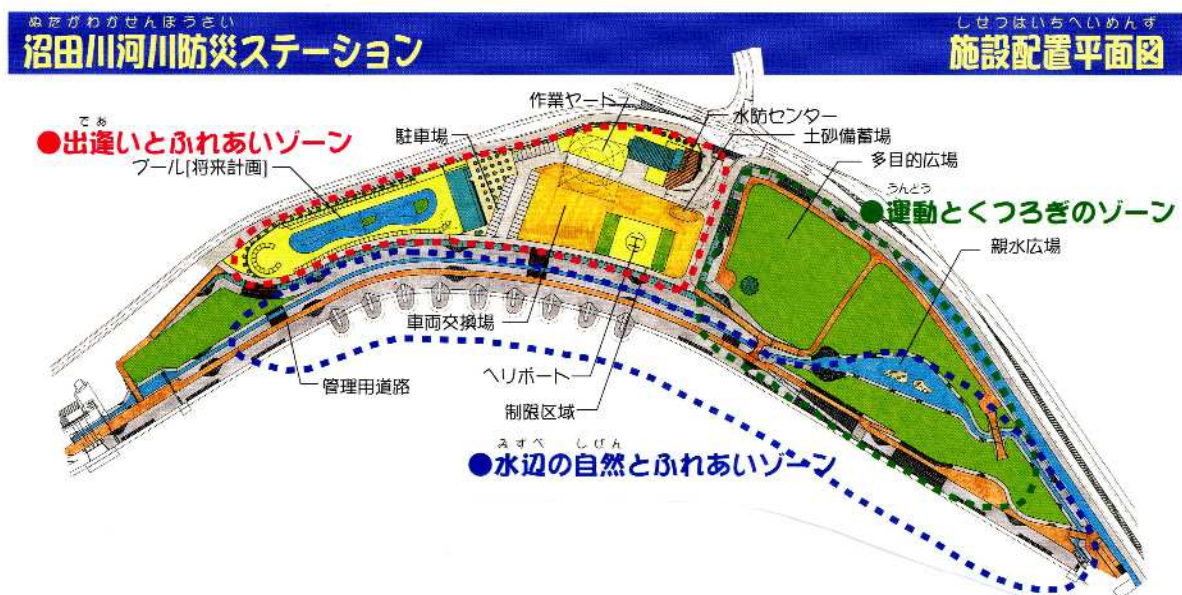 ぬたがわかせんぼうさい
沼田川河川防災ステーション
しせつはいちへいめんず
施設配置平面図
作業ヤード
水防センター
であ
●出逢いとふれあいゾーン
駐車場
土砂備蓄場
プール[将来計画]
多目的広場
うんどう
●運動とくつろぎのゾーン
親水広場
車両交換場
ヘリポート
管理用道路
制限区域
みずべ しぜん
●水辺の自然とふれあいゾーン